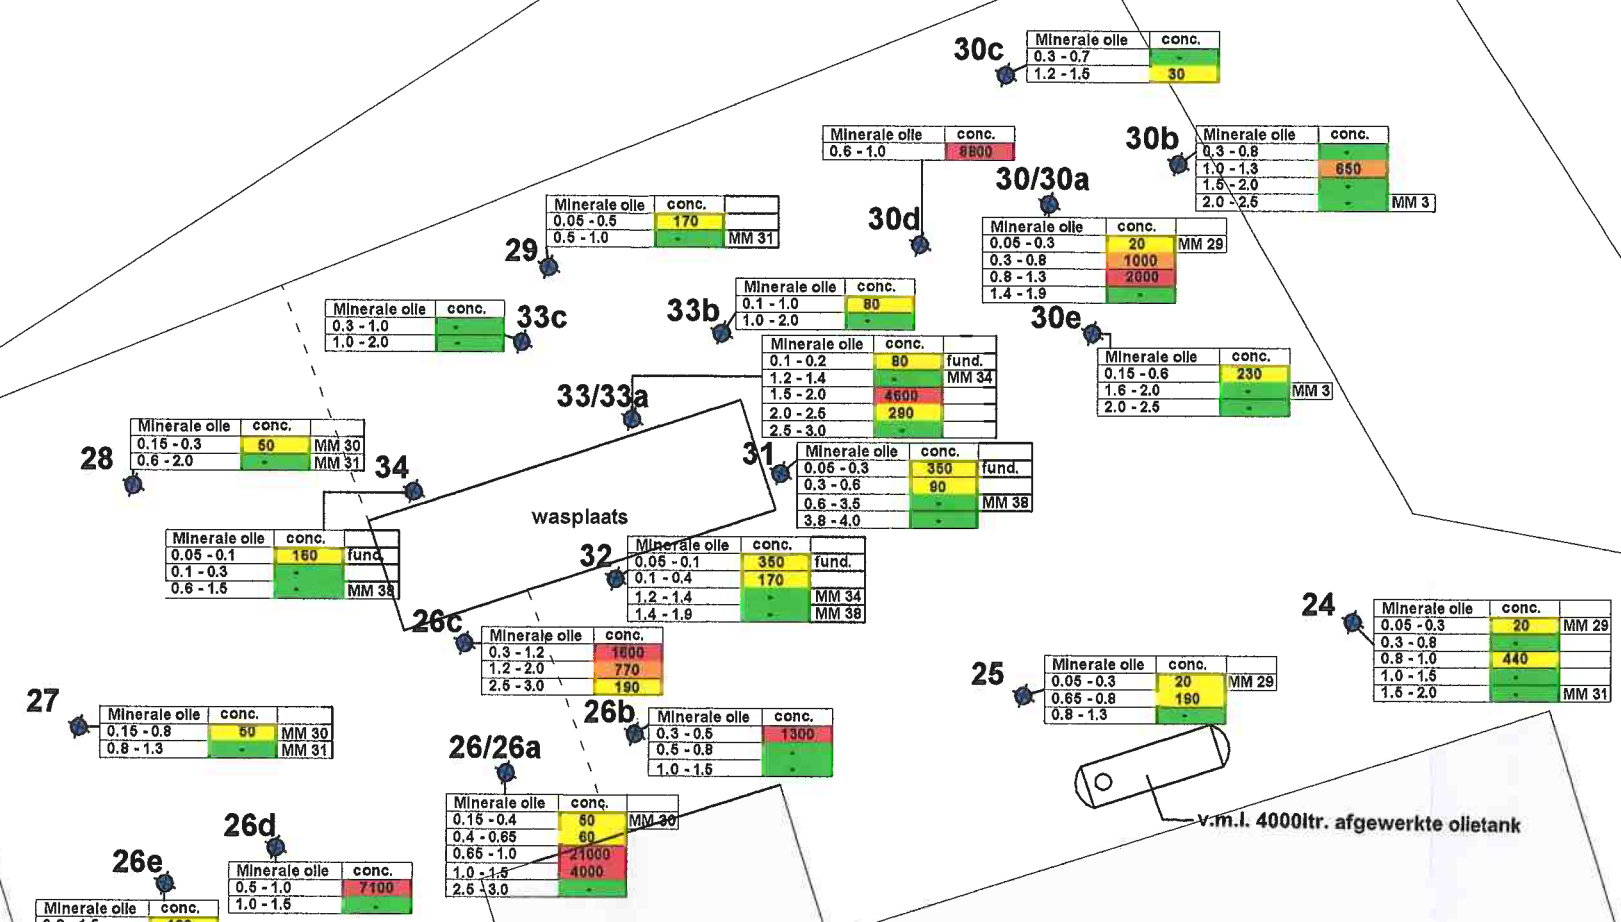 30c
Minerale olie conc.
0.3 - 0.7 -
1.2 - 1.5 30
30b
Minerale olie conc.
0.3 - 0.8 -
1.0 - 1.3 650
1.5 - 2.0 -
2.0 - 2.5 - MM 3
Minerale olie conc.
0.6 - 1.0 8800
30d
30/30a
Minerale olie conc.
0.05 - 0.3 20 MM 29
0.3 - 0.8 1000
0.8 - 1.3 2000
1.4 - 1.9 -
29
Minerale olie conc.
0.05 - 0.5 170
0.5 - 1.0 - MM 31
33c
Minerale olie conc.
0.3 - 1.0 -
1.0 - 2.0 -
33b
Minerale olie conc.
0.1 - 1.0 80
1.0 - 2.0 -
30e
Minerale olie conc.
0.15 - 0.6 230
1.6 - 2.0 - MM 3
2.0 - 2.5 -
33/33a
Minerale olie conc.
0.1 - 0.2 80 fund.
1.2 - 1.4 - MM 34
1.5 - 2.0 4600
2.0 - 2.5 280
2.5 - 3.0 -
28
Minerale olie conc.
0.15 - 0.3 50 MM 30
0.6 - 2.0 - MM 31
34
Minerale olie conc.
0.05 - 0.1 160 fund.
0.1 - 0.3 -
0.6 - 1.5 - MM 38
31
Minerale olie conc.
0.05 - 0.3 350 fund.
0.3 - 0.6 90
0.6 - 3.5 - MM 38
3.8 - 4.0 -
wasplaats
32
Minerale olie conc.
0.05 - 0.1 350 fund.
0.1 - 0.4 170
1.2 - 1.4 - MM 34
1.4 - 1.9 - MM 38
26c
Minerale olie conc.
0.3 - 1.2 1600
1.2 - 2.0 770
2.5 - 3.0 190
24
Minerale olie conc.
0.05 - 0.3 20 MM 29
0.3 - 0.8 -
0.8 - 1.0 440
1.0 - 1.5 -
1.5 - 2.0 - MM 31
25
Minerale olie conc.
0.05 - 0.3 20 MM 29
0.65 - 0.8 180
0.8 - 1.3 -
27
Minerale olie conc.
0.15 - 0.8 50 MM 30
0.8 - 1.3 - MM 31
26b
Minerale olie conc.
0.3 - 0.5 1300
0.5 - 0.8 -
1.0 - 1.5 -
26/26a
Minerale olie conc.
0.15 - 0.4 50 MM 30
0.4 - 0.65 60
0.65 - 1.0 21000
1.0 - 1.5 4000
2.5 - 3.0 -
v.m.l. 4000ltr. afgewerkte olietank
26d
Minerale olie conc.
0.5 - 1.0 7100
1.0 - 1.5 -
26e
Minerale olie conc.